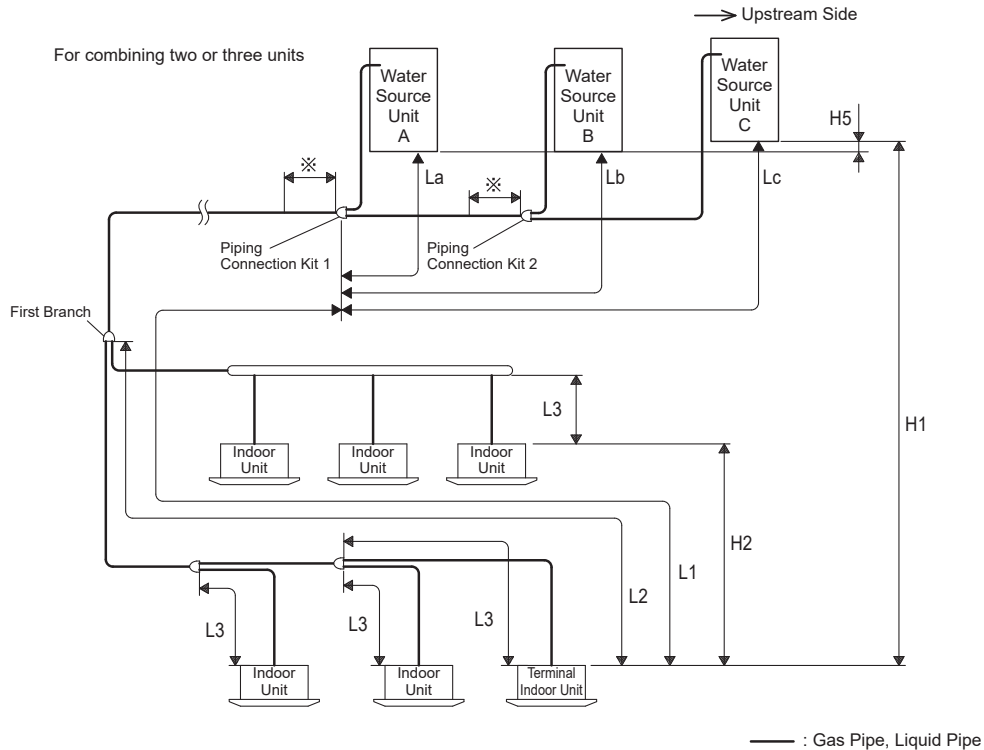 Upstream Side
For combining two or three units
Water
Source
Unit
A
Water
Source
Unit
B
Water
Source
Unit
C
H5
※
La
※
Lb
Lc
Piping
Connection Kit 1
Piping
Connection Kit 2
First Branch
L3
H1
Indoor
Unit
Indoor
Unit
Indoor
Unit
H2
L1
L2
L3
L3
L3
Indoor
Unit
Indoor
Unit
Terminal
Indoor Unit
: Gas Pipe, Liquid Pipe